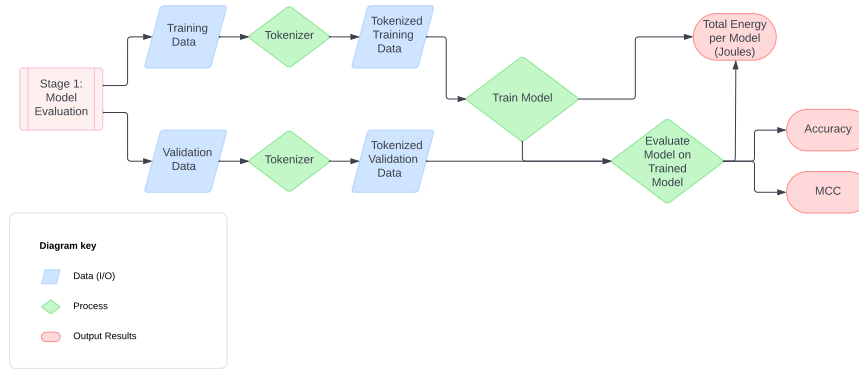 Stage 1:
Model
Evaluation
Training
Data
Tokenizer
Tokenized
Training
Data
Train Model
Total Energy
per Model
(Joules)
Validation
Data
Tokenizer
Tokenized
Validation
Data
Evaluate
Model on
Trained
Model
Accuracy
MCC
Diagram key
Data (I/O)
Process
Output Results